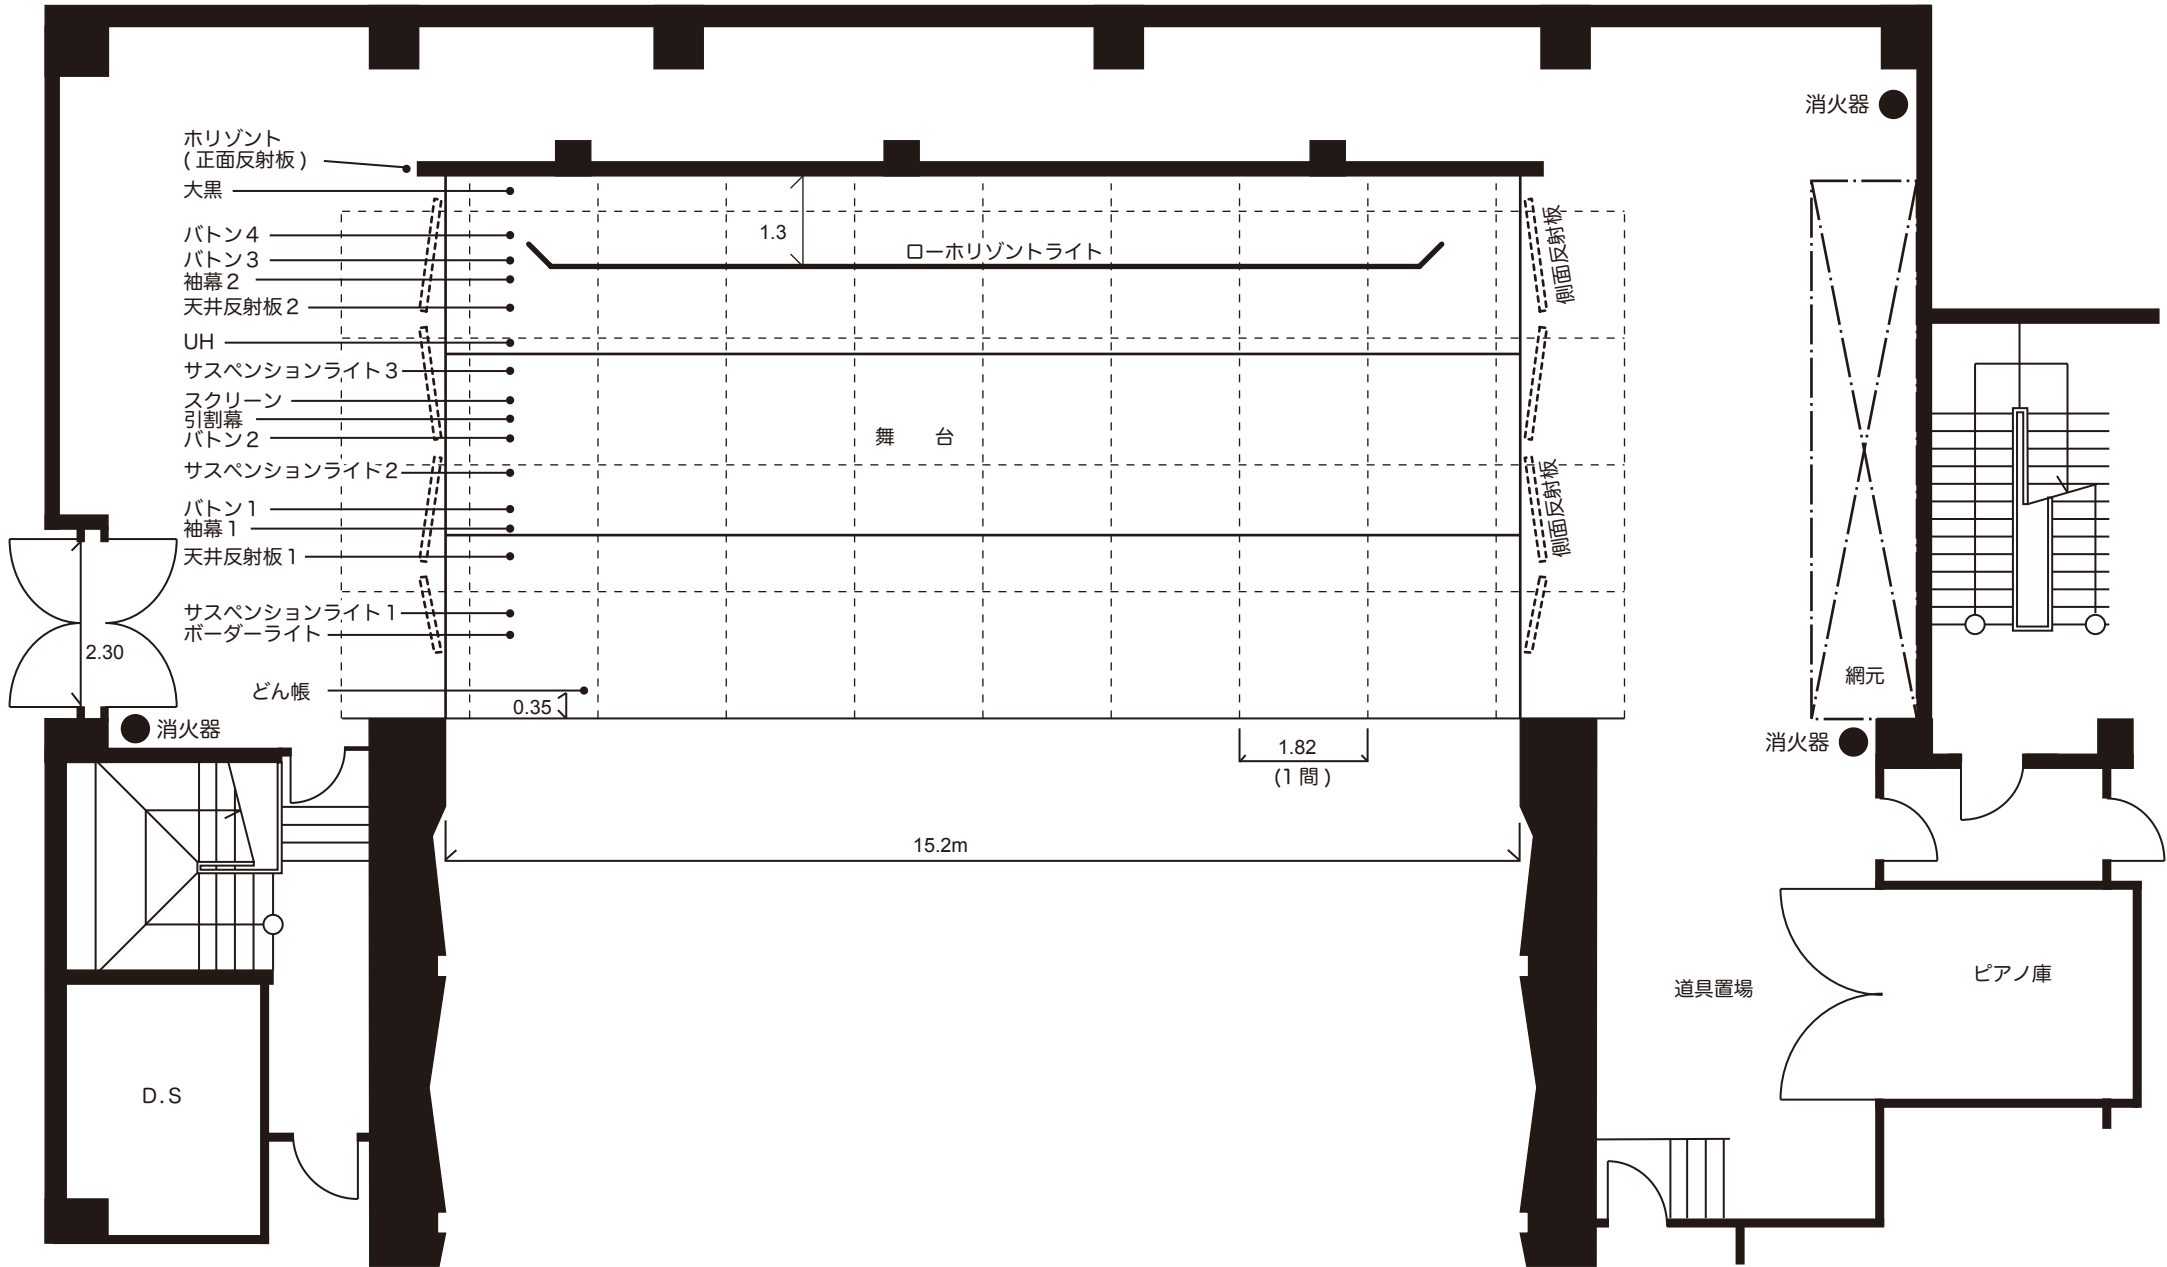 消火器
ホリゾント
( 正面反射板 )
大黒
バトン４
1.3
側面反射板
ローホリゾントライト
バトン３
袖幕２
天井反射板２
UH
サスペンションライト３
スクリーン
引割幕
バトン２
舞　台
サスペンションライト２
側面反射板
バトン１
袖幕１
天井反射板１
サスペンションライト１
ボーダーライト
2.30
網元
どん帳
0.35
消火器
消火器
1.82
(1 間 )
15.2m
道具置場
ピアノ庫
D.S